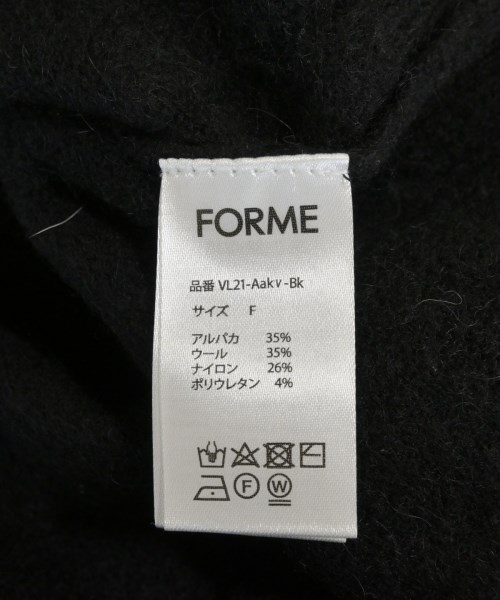 FORME
品番 VL21-Aakv-Bk
サイズ F
アルパカ 35%
ウール 35%
ナイロン 26%
ポリウレタン 4%
F W